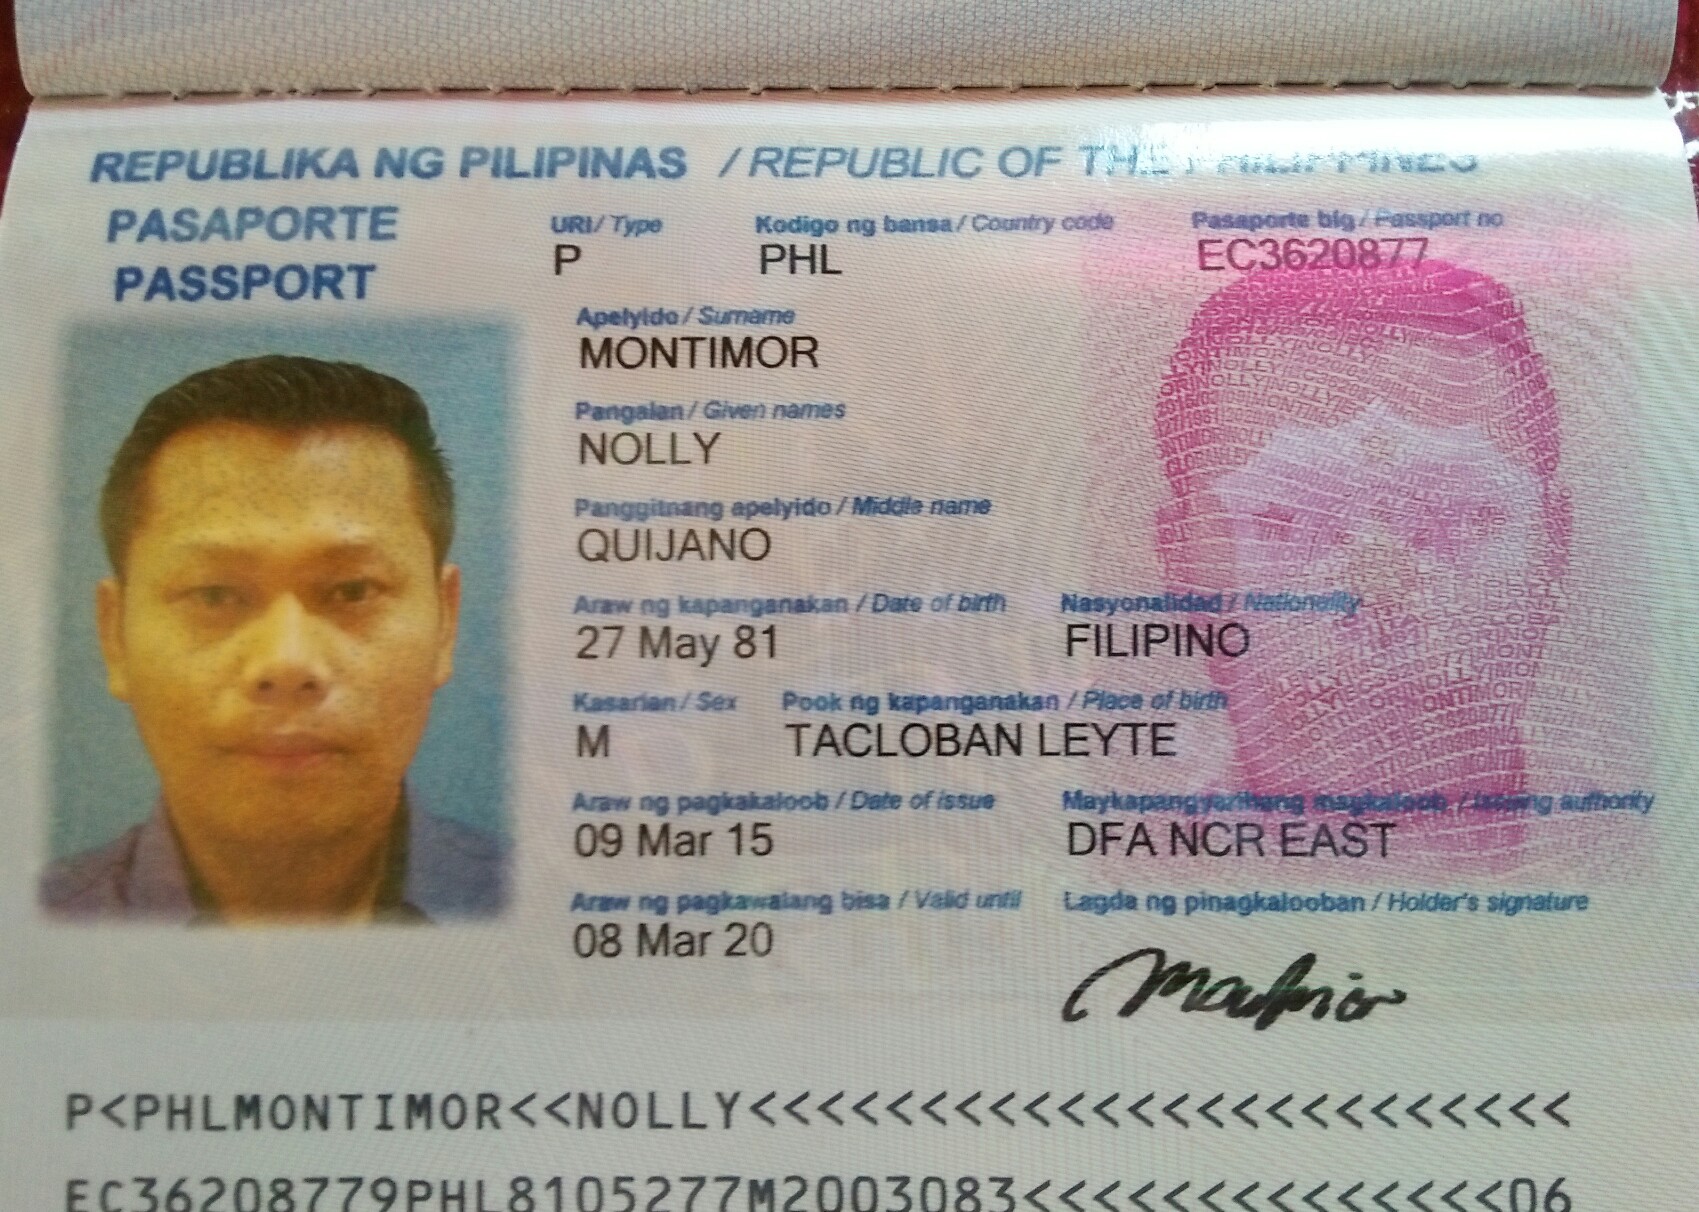 REPUBLIKA NG PILIPINAS / REPUBLIC OF THE PHILIPPINES
PASAPORTE
PASSPORT
URI / Type Kodigo ng bansa / Country code Pasaporte blg / Passport no
P PHL EC3620877
Apelyido / Surname
MONTIMOR
Pangalan / Given names
NOLLY
Panggitnang apelyido / Middle name
QUIJANO
Araw ng kapanganakan / Date of birth Nasyonalidad / Nationality
27 May 81 FILIPINO
Kasarian / Sex Pook ng kapanganakan / Place of birth
M TACLOBAN LEYTE
Araw ng pagkakaloob / Date of issue Maykapangyarihang magkaloob / Issuing authority
09 Mar 15 DFA NCR EAST
Araw ng pagkawalang bisa / Valid until Lagda ng pinagkalooban / Holder's signature
08 Mar 20
P<PHLMONTIMOR<<NOLLY<<<<<<<<<<<<<<<<<<<<<<<<
EC36208779PHL8105277M2003083<<<<<<<<<<<<<<06